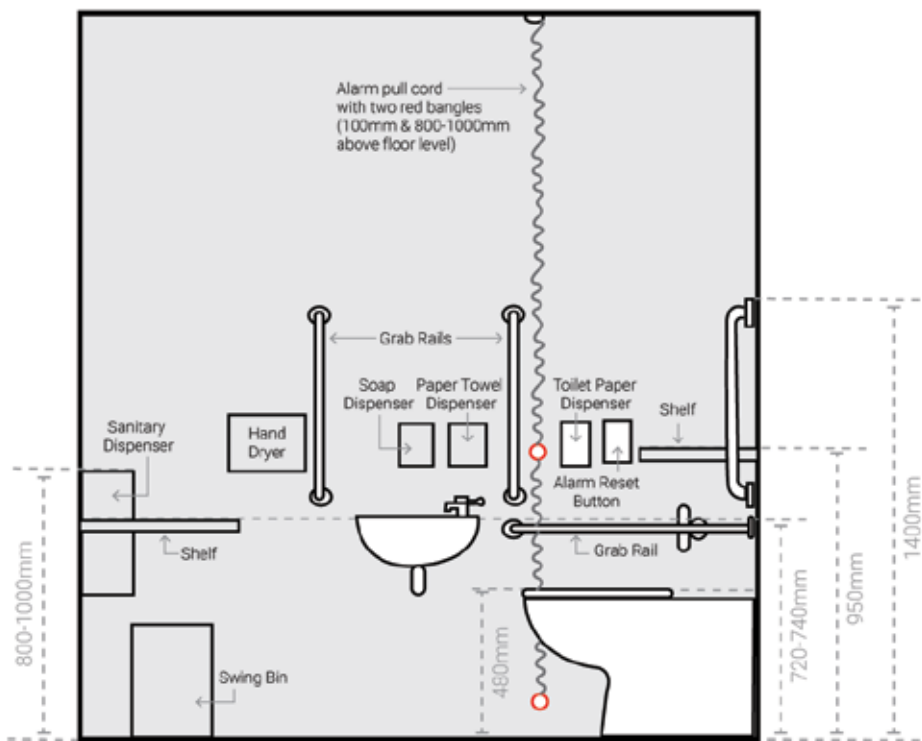 Alarm pull cord
with two red bangles
(100mm & 800-1000mm
above floor level)
Grab Rails
Soap
Dispenser
Paper Towel
Dispenser
Toilet Paper
Dispenser
Shelf
Sanitary
Dispenser
Hand
Dryer
Alarm Reset
Button
Shelf
Grab Rail
Swing Bin
800-1000mm
480mm
720-740mm
950mm
1400mm